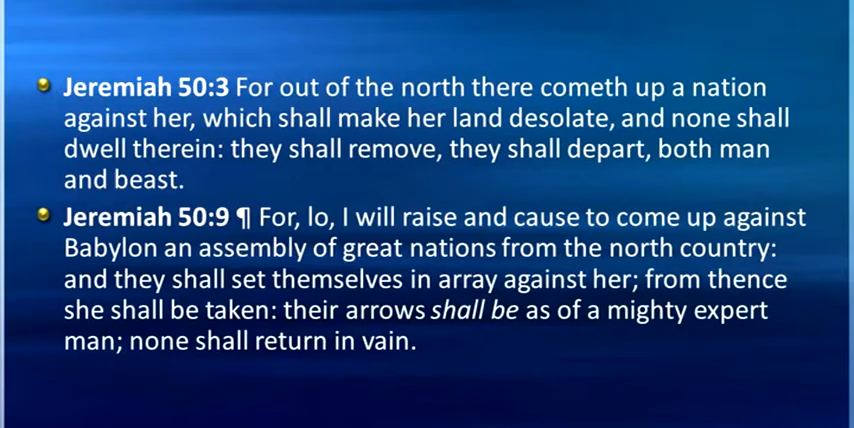 Jeremiah 50:3 For out of the north there cometh up a nation
against her, which shall make her land desolate, and none shall
dwell therein: they shall remove, they shall depart, both man
and beast.
Jeremiah 50:9 ¶ For, lo, I will raise and cause to come up against
Babylon an assembly of great nations from the north country:
and they shall set themselves in array against her; from thence
she shall be taken: their arrows shall be as of a mighty expert
man; none shall return in vain.